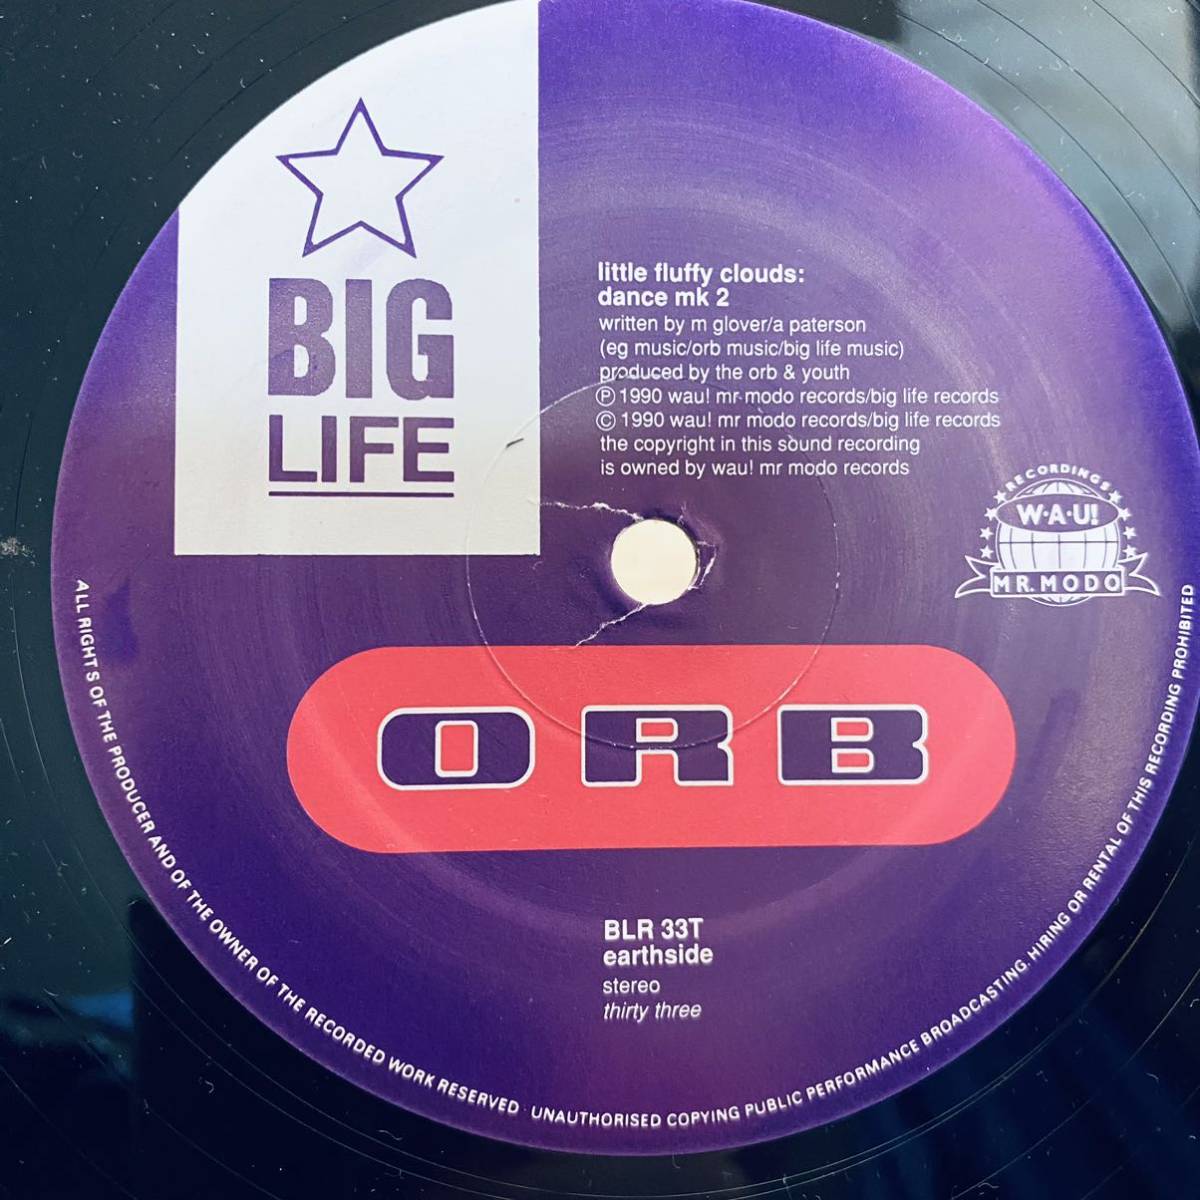 BIG
LIFE
little fluffy clouds:
dance mk 2
written by m glover/a paterson
(eg music/orb music/big life music)
produced by the orb & youth
Ⓟ 1990 wau! mr modo records/big life records
© 1990 wau! mr modo records/big life records
the copyright in this sound recording
is owned by wau! mr modo records
RECORDINGS
W·A·U!
MR. MODO
ORB
BLR 33T
earthside
stereo
thirty three
ALL RIGHTS OF THE PRODUCER AND OF THE OWNER OF THE RECORDED WORK RESERVED · UNAUTHORISED COPYING PUBLIC PERFORMANCE BROADCASTING. HIRING OR RENTAL OF THIS RECORDING PROHIBITED